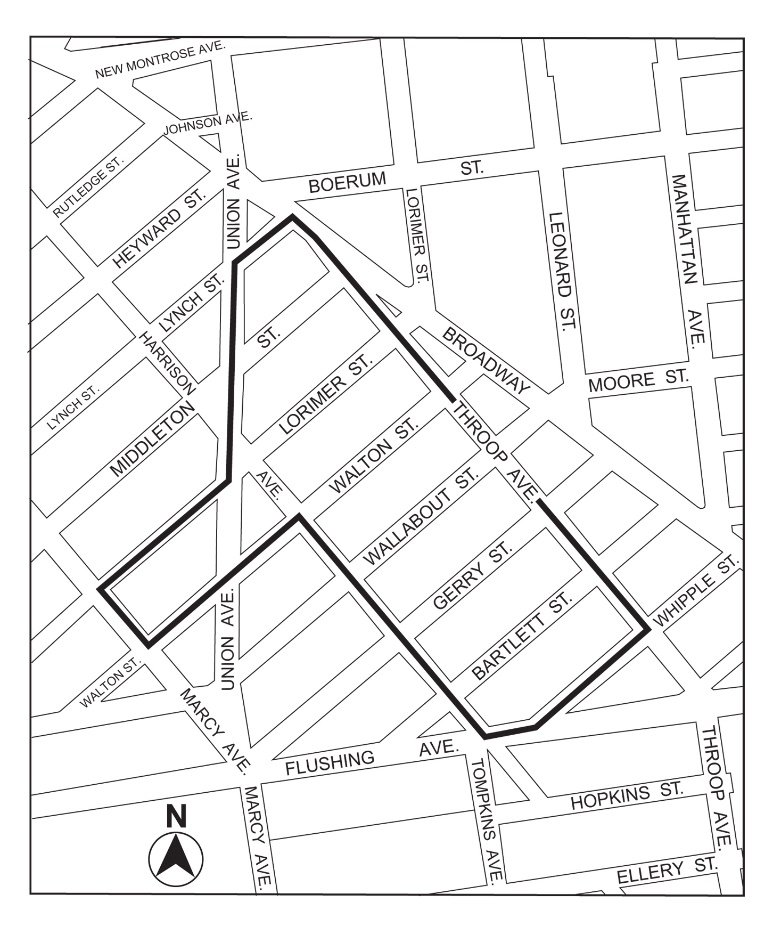 NEW MONTROSE AVE.
JOHNSON AVE.
RUTLEDGE ST.
HEYWARD ST.
UNION AVE.
BOERUM ST.
LORIMER ST.
LEONARD ST.
MANHATTAN AVE.
LYNCH ST.
HARRISON AVE.
LYNCH ST.
MIDDLETON ST.
LORIMER ST.
BROADWAY
MOORE ST.
WALTON ST.
THROOP AVE.
WALLABOUT ST.
GERRY ST.
BARTLETT ST.
WHIPPLE ST.
UNION AVE.
WALTON ST.
MARCY AVE.
FLUSHING AVE.
MARCY AVE.
TOMPKINS AVE.
HOPKINS ST.
THROOP AVE.
ELLERY ST.
N